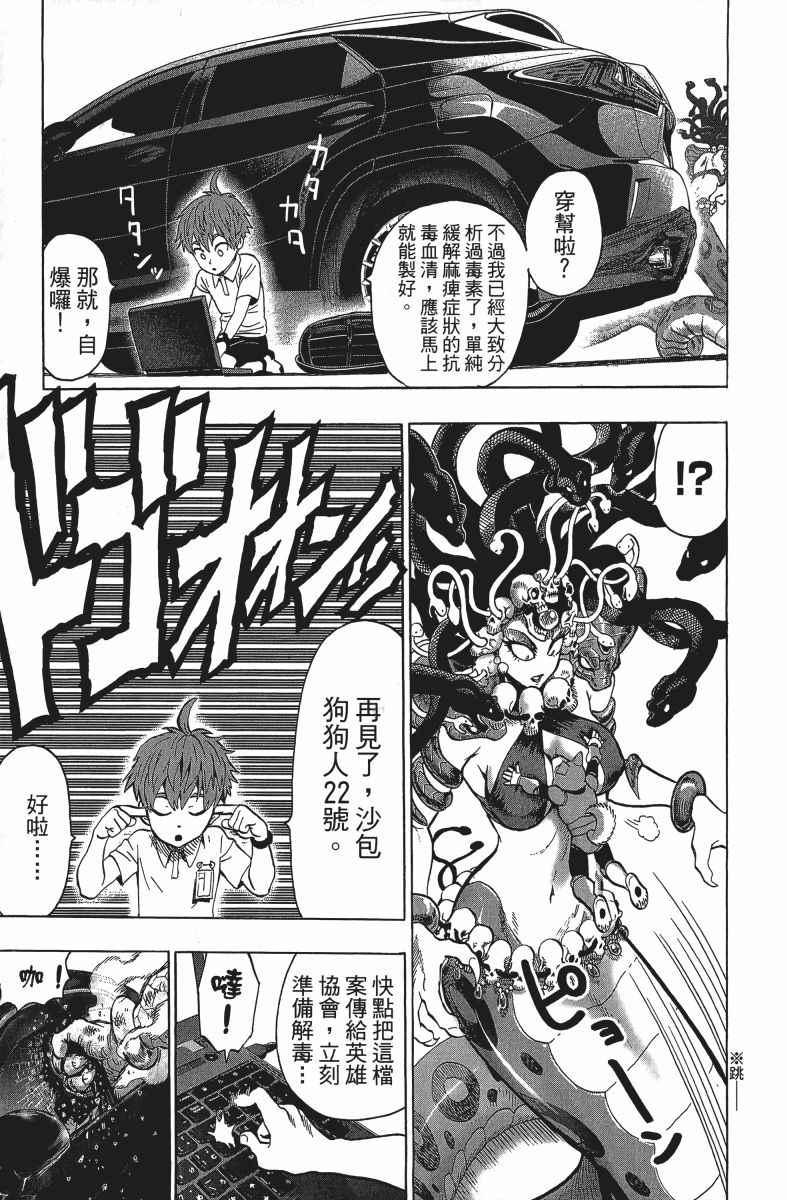 穿幫啦？
不過我已經大致分
析過毒素了，單純
緩解麻痺症狀的抗
毒血清，應該馬上
就能製好。
カタカタ
カタンッ
那就，自
爆囉！
!?
ピョーン
※跳——
ドゴオオンッ
再見了，沙包
狗狗人22號。
好啦……
快點把這檔
案傳給英雄
協會，立刻
準備解毒…
噠！
咖！